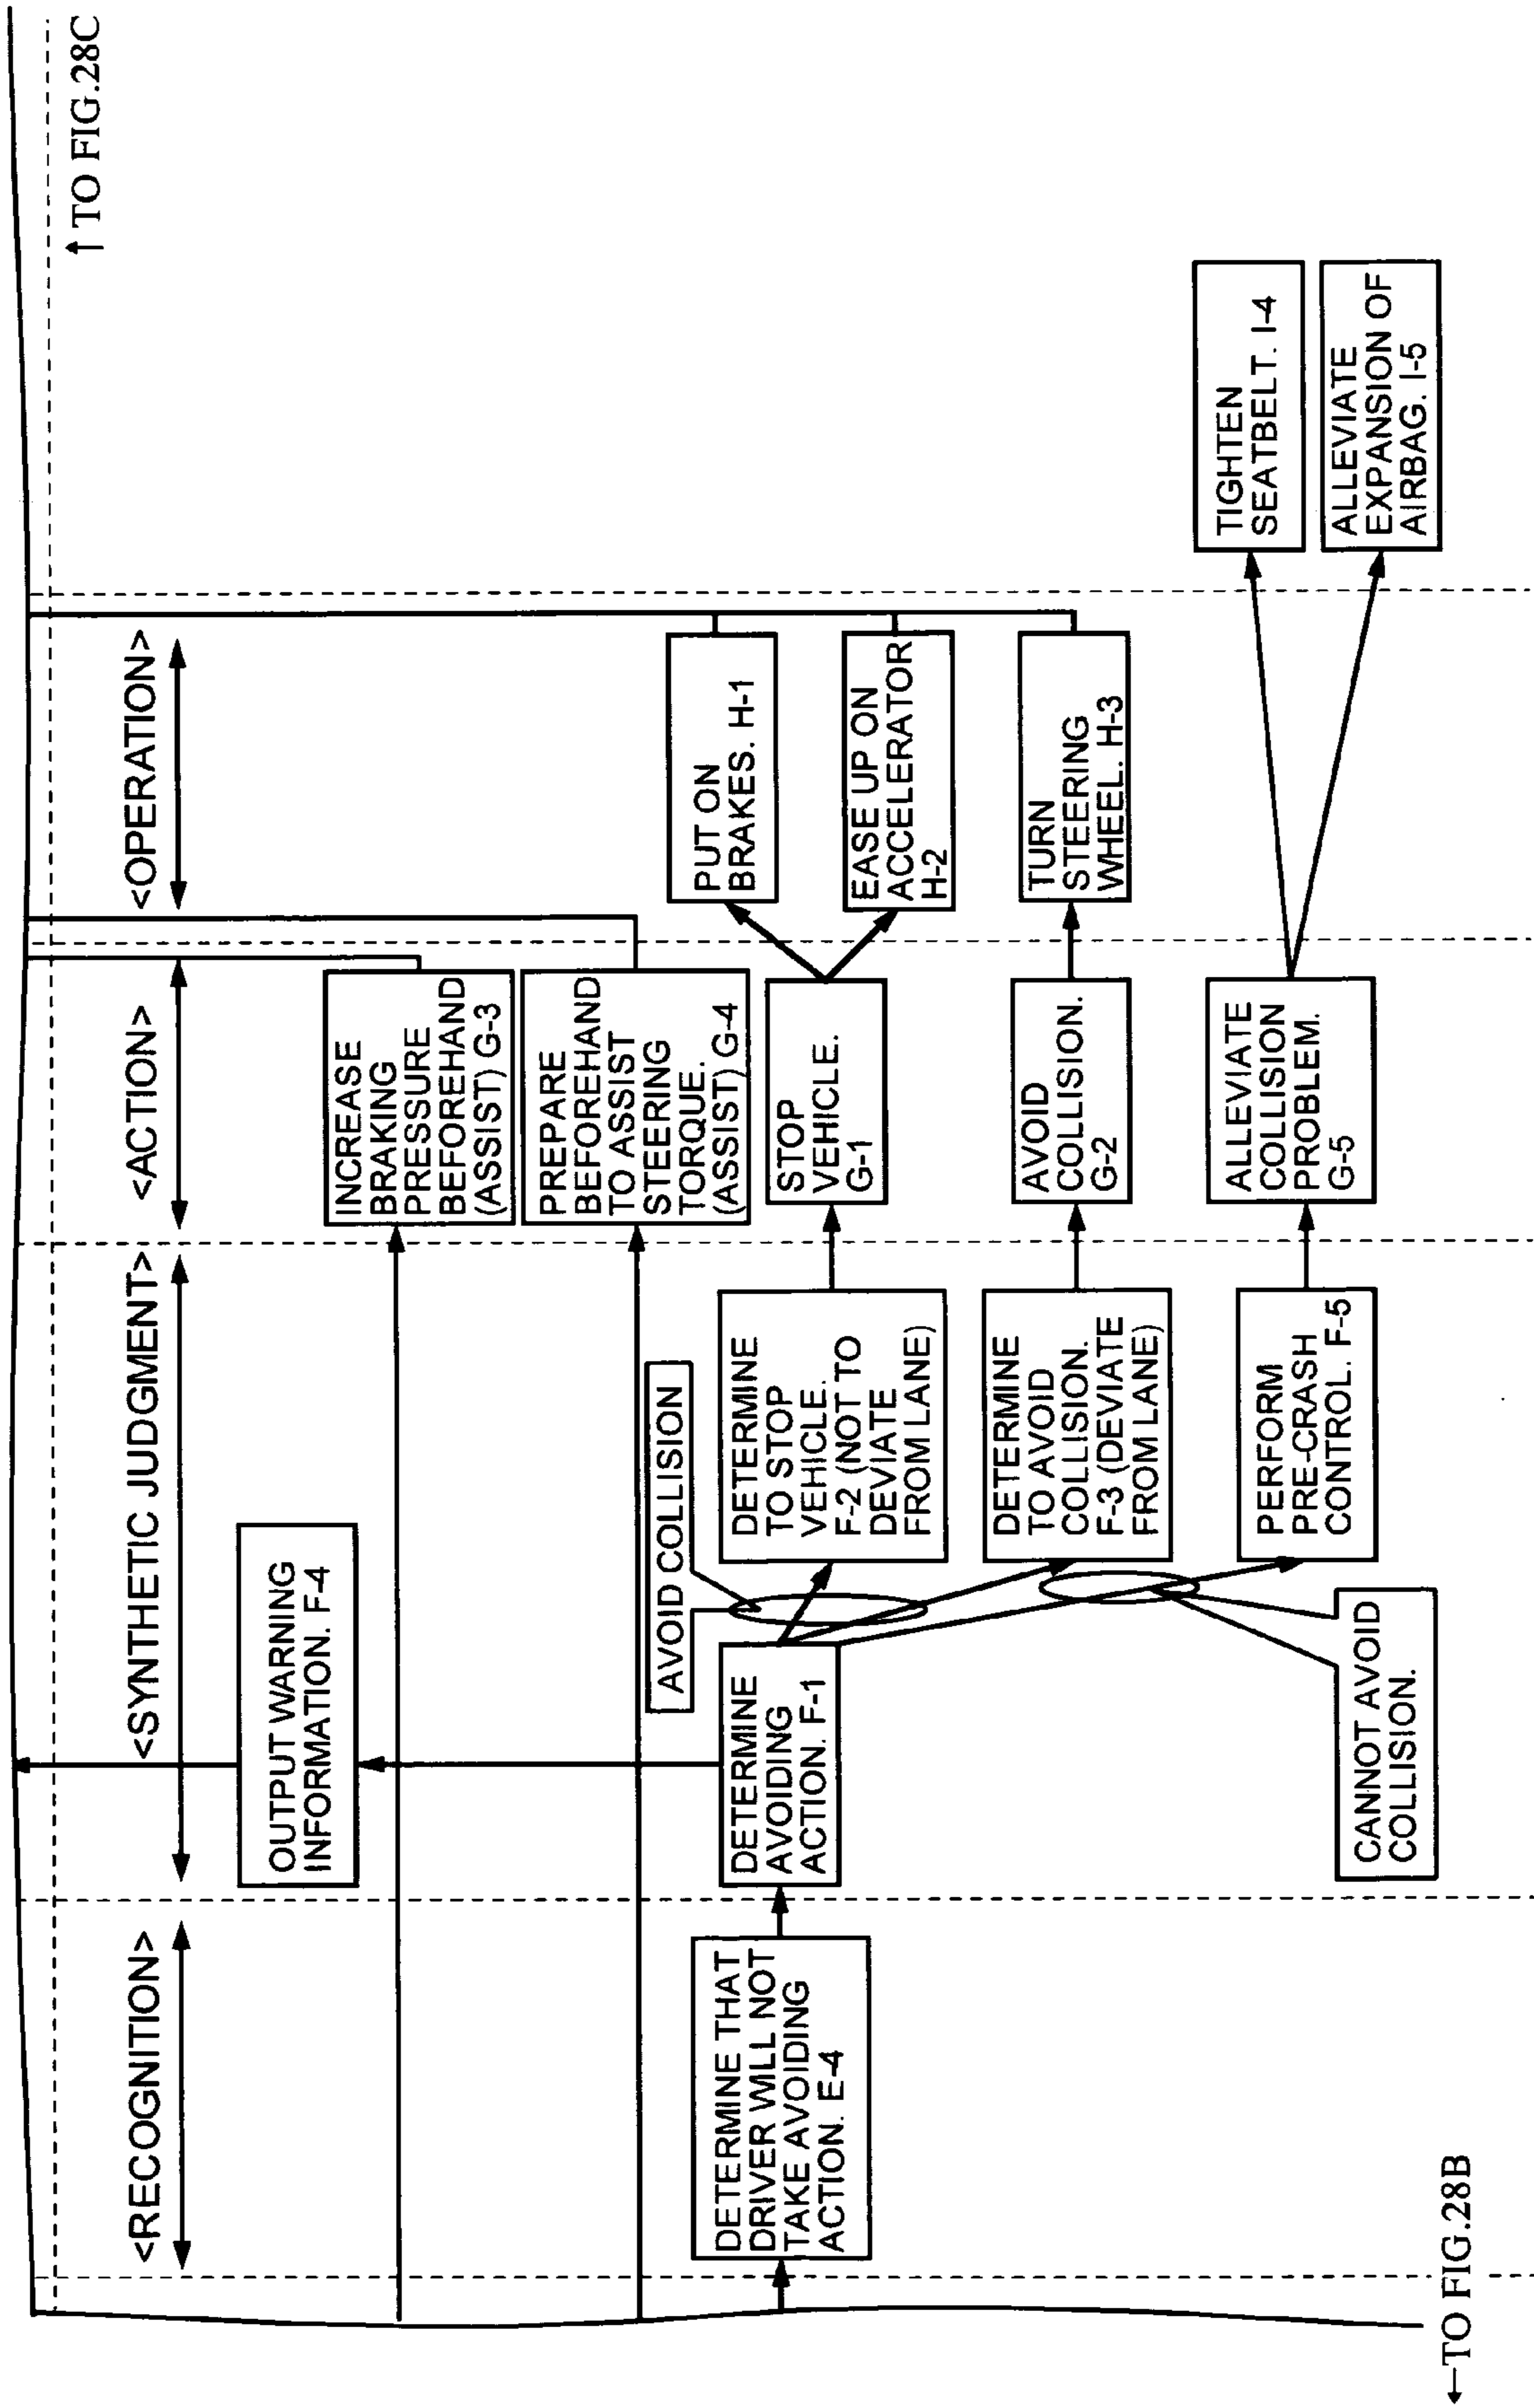 ↑ TO FIG.28C
<RECOGNITION>
<SYNTHETIC JUDGMENT>
<ACTION>
<OPERATION>
OUTPUT WARNING
INFORMATION. F-4
INCREASE
BRAKING
PRESSURE
BEFOREHAND
(ASSIST) G-3
PREPARE
BEFOREHAND
TO ASSIST
STEERING
TORQUE.
(ASSIST) G-4
AVOID COLLISION
DETERMINE THAT
DRIVER WILL NOT
TAKE AVOIDING
ACTION. E-4
DETERMINE
AVOIDING
ACTION. F-1
DETERMINE
TO STOP
VEHICLE.
F-2 (NOT TO
DEVIATE
FROM LANE)
STOP
VEHICLE.
G-1
PUT ON
BRAKES. H-1
EASE UP ON
ACCELERATOR
H-2
DETERMINE
TO AVOID
COLLISION.
F-3 (DEVIATE
FROM LANE)
AVOID
COLLISION.
G-2
TURN
STEERING
WHEEL. H-3
PERFORM
PRE-CRASH
CONTROL. F-5
ALLEVIATE
COLLISION
PROBLEM.
G-5
TIGHTEN
SEATBELT. I-4
ALLEVIATE
EXPANSION OF
AIRBAG. I-5
CANNOT AVOID
COLLISION.
←TO FIG.28B